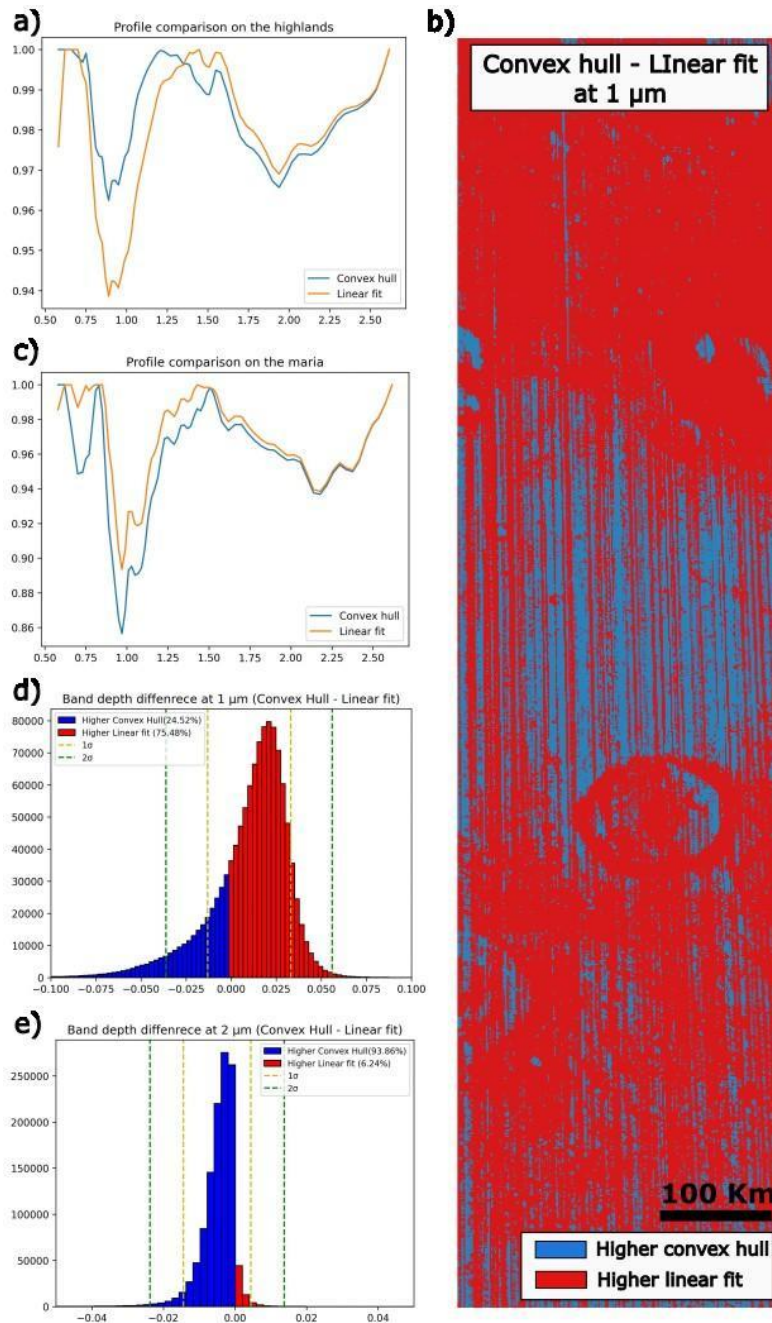 a)
Profile comparison on the highlands
1.00
0.99
0.98
0.97
0.96
0.95
0.94
Convex hull
Linear fit
0.50 0.75 1.00 1.25 1.50 1.75 2.00 2.25 2.50
b)
Convex hull - LInear fit
at 1 μm
100 Km
Higher convex hull
Higher linear fit
c)
Profile comparison on the maria
1.00
0.98
0.96
0.94
0.92
0.90
0.88
0.86
Convex hull
Linear fit
0.50 0.75 1.00 1.25 1.50 1.75 2.00 2.25 2.50
d)
Band depth diffenrece at 1 μm (Convex Hull - Linear fit)
80000
70000
60000
50000
40000
30000
20000
10000
0
Higher Convex Hull(24.52%)
Higher Linear fit (75.48%)
1σ
2σ
−0.100 −0.075 −0.050 −0.025 0.000 0.025 0.050 0.075 0.100
e)
Band depth diffenrece at 2 μm (Convex Hull - Linear fit)
250000
200000
150000
100000
50000
0
Higher Convex Hull(93.86%)
Higher Linear fit (6.24%)
1σ
2σ
−0.04 −0.02 0.00 0.02 0.04